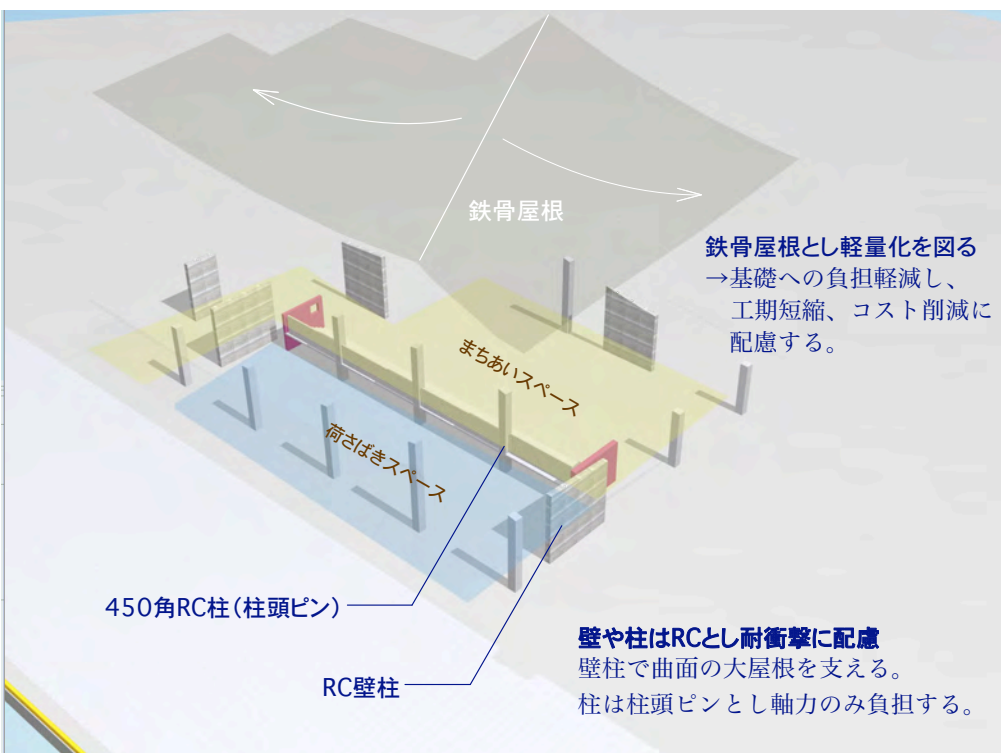 鉄骨屋根
鉄骨屋根とし軽量化を図る
→基礎への負担軽減し、
工期短縮、コスト削減に
配慮する。
まちあいスペース
荷さばきスペース
450角RC柱(柱頭ピン)
RC壁柱
壁や柱はRCとし耐衝撃に配慮
壁柱で曲面の大屋根を支える。
柱は柱頭ピンとし軸力のみ負担する。